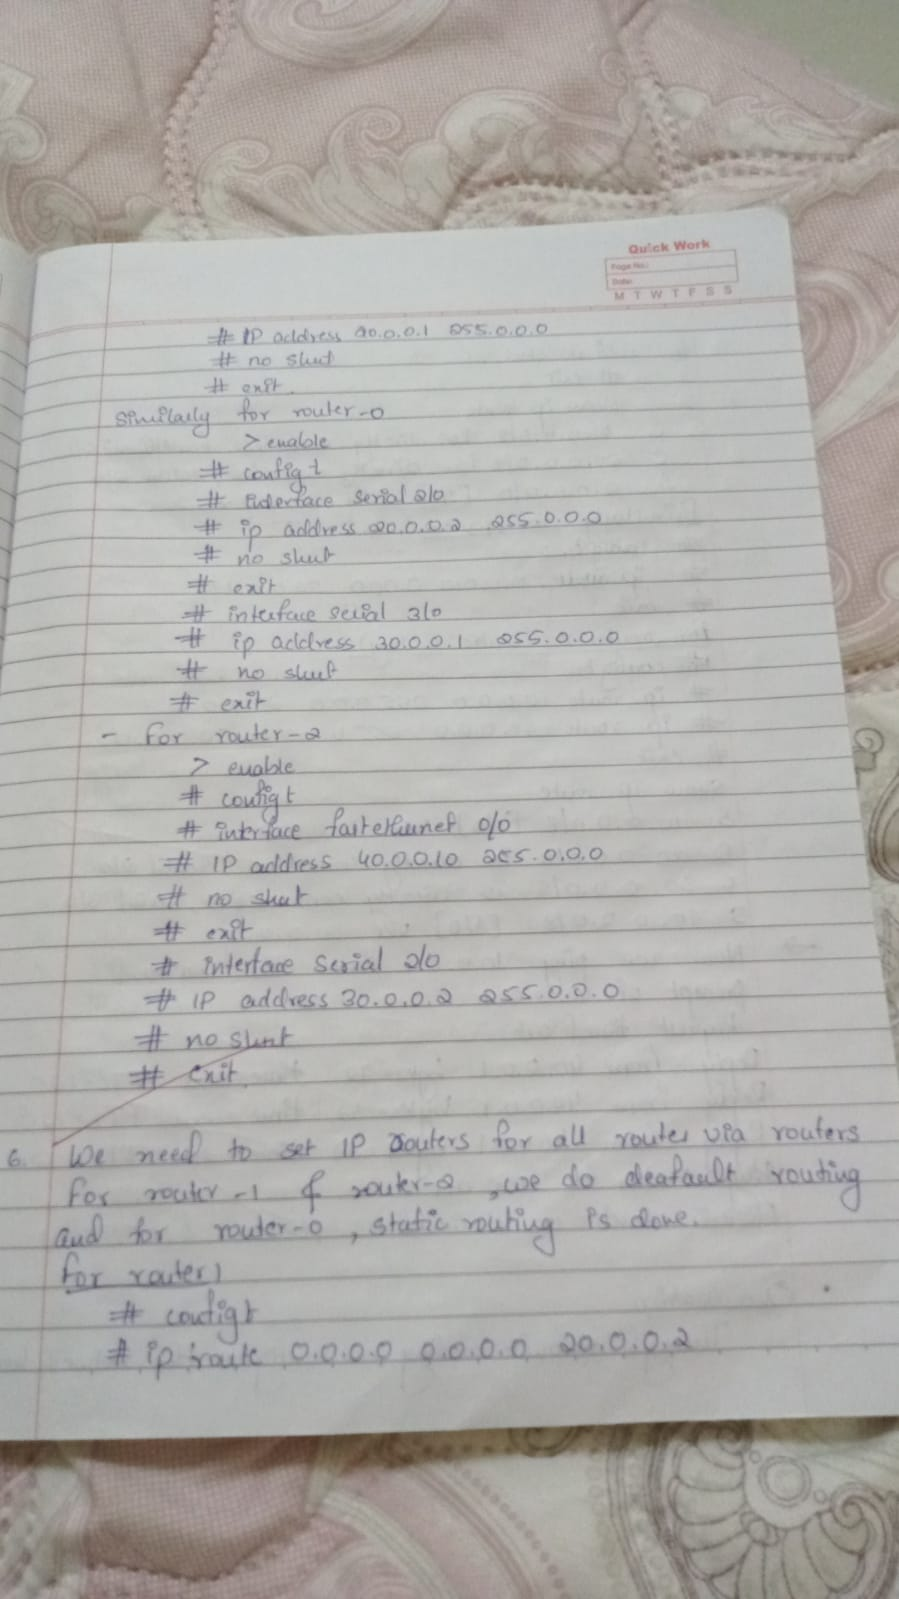 Quick Work
Page No.:
Date:
M T W T F S S
# IP address 20.0.0.1 255.0.0.0
# no shut
# exit.
Similarly for router-0
> enable
# config t
# interface serial 2/0
# ip address 20.0.0.2 255.0.0.0
# no shut
# exit
# interface serial 3/0
# ip address 30.0.0.1 255.0.0.0
# no shut
# exit
- for router-2
> enable
# config t
# interface fastethernet 0/0
# IP address 40.0.0.10 255.0.0.0
# no shut
# exit
# interface serial 2/0
# IP address 30.0.0.2 255.0.0.0
# no shut
# exit
6. We need to set IP routers for all routes via routers
for router-1 & router-2, we do deafault routing
and for router-0, static routing is done.
for router 1
# config t
# ip route 0.0.0.0 0.0.0.0 20.0.0.2